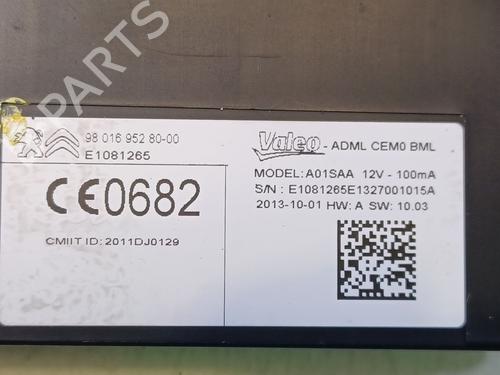 PARTS
98 016 952 80-00
E1081265
CE0682
CMIIT ID: 2011DJ0129
Valeo - ADML CEM0 BML
MODEL: A01SAA 12V - 100mA
S/N : E1081265E1327001015A
2013-10-01 HW: A SW: 10.03